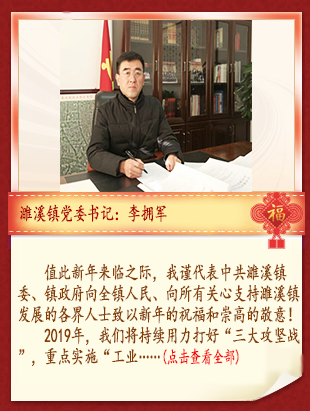 濉溪镇党委书记：李拥军
福
值此新年来临之际，我谨代表中共濉溪镇
委、镇政府向全镇人民、向所有关心支持濉溪镇
发展的各界人士致以新年的祝福和崇高的敬意！
2019年，我们将持续用力打好“三大攻坚战
”，重点实施“工业……(点击查看全部)